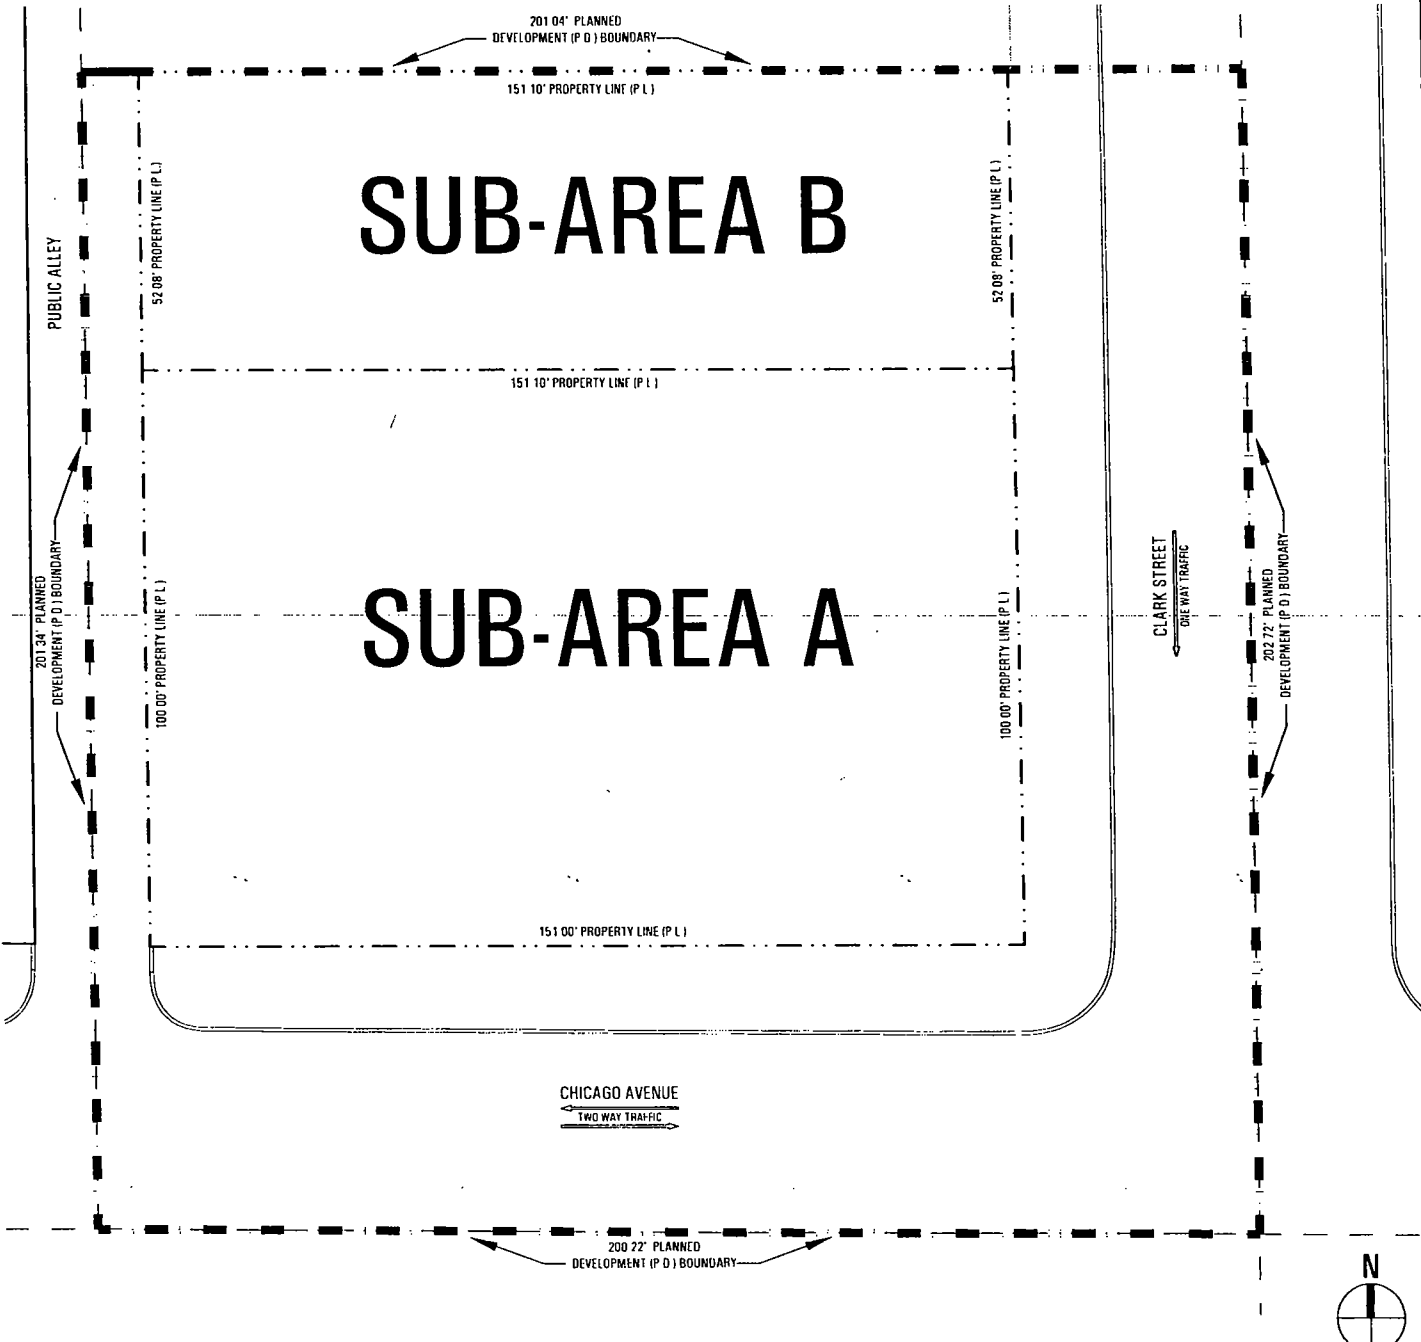 201 04' PLANNED
DEVELOPMENT (P D ) BOUNDARY
151 10' PROPERTY LINE (P L )
SUB-AREA B
52 08' PROPERTY LINE (P L )
52 08' PROPERTY LINE (P L )
PUBLIC ALLEY
151 10' PROPERTY LINE (P L )
201 34' PLANNED
DEVELOPMENT (P D ) BOUNDARY
SUB-AREA A
100 00' PROPERTY LINE (P L )
100 00' PROPERTY LINE (P L )
CLARK STREET
ONE WAY TRAFFIC
202 72' PLANNED
DEVELOPMENT (P D ) BOUNDARY
151 00' PROPERTY LINE (P L )
CHICAGO AVENUE
TWO WAY TRAFFIC
200 22' PLANNED
DEVELOPMENT (P D ) BOUNDARY
N